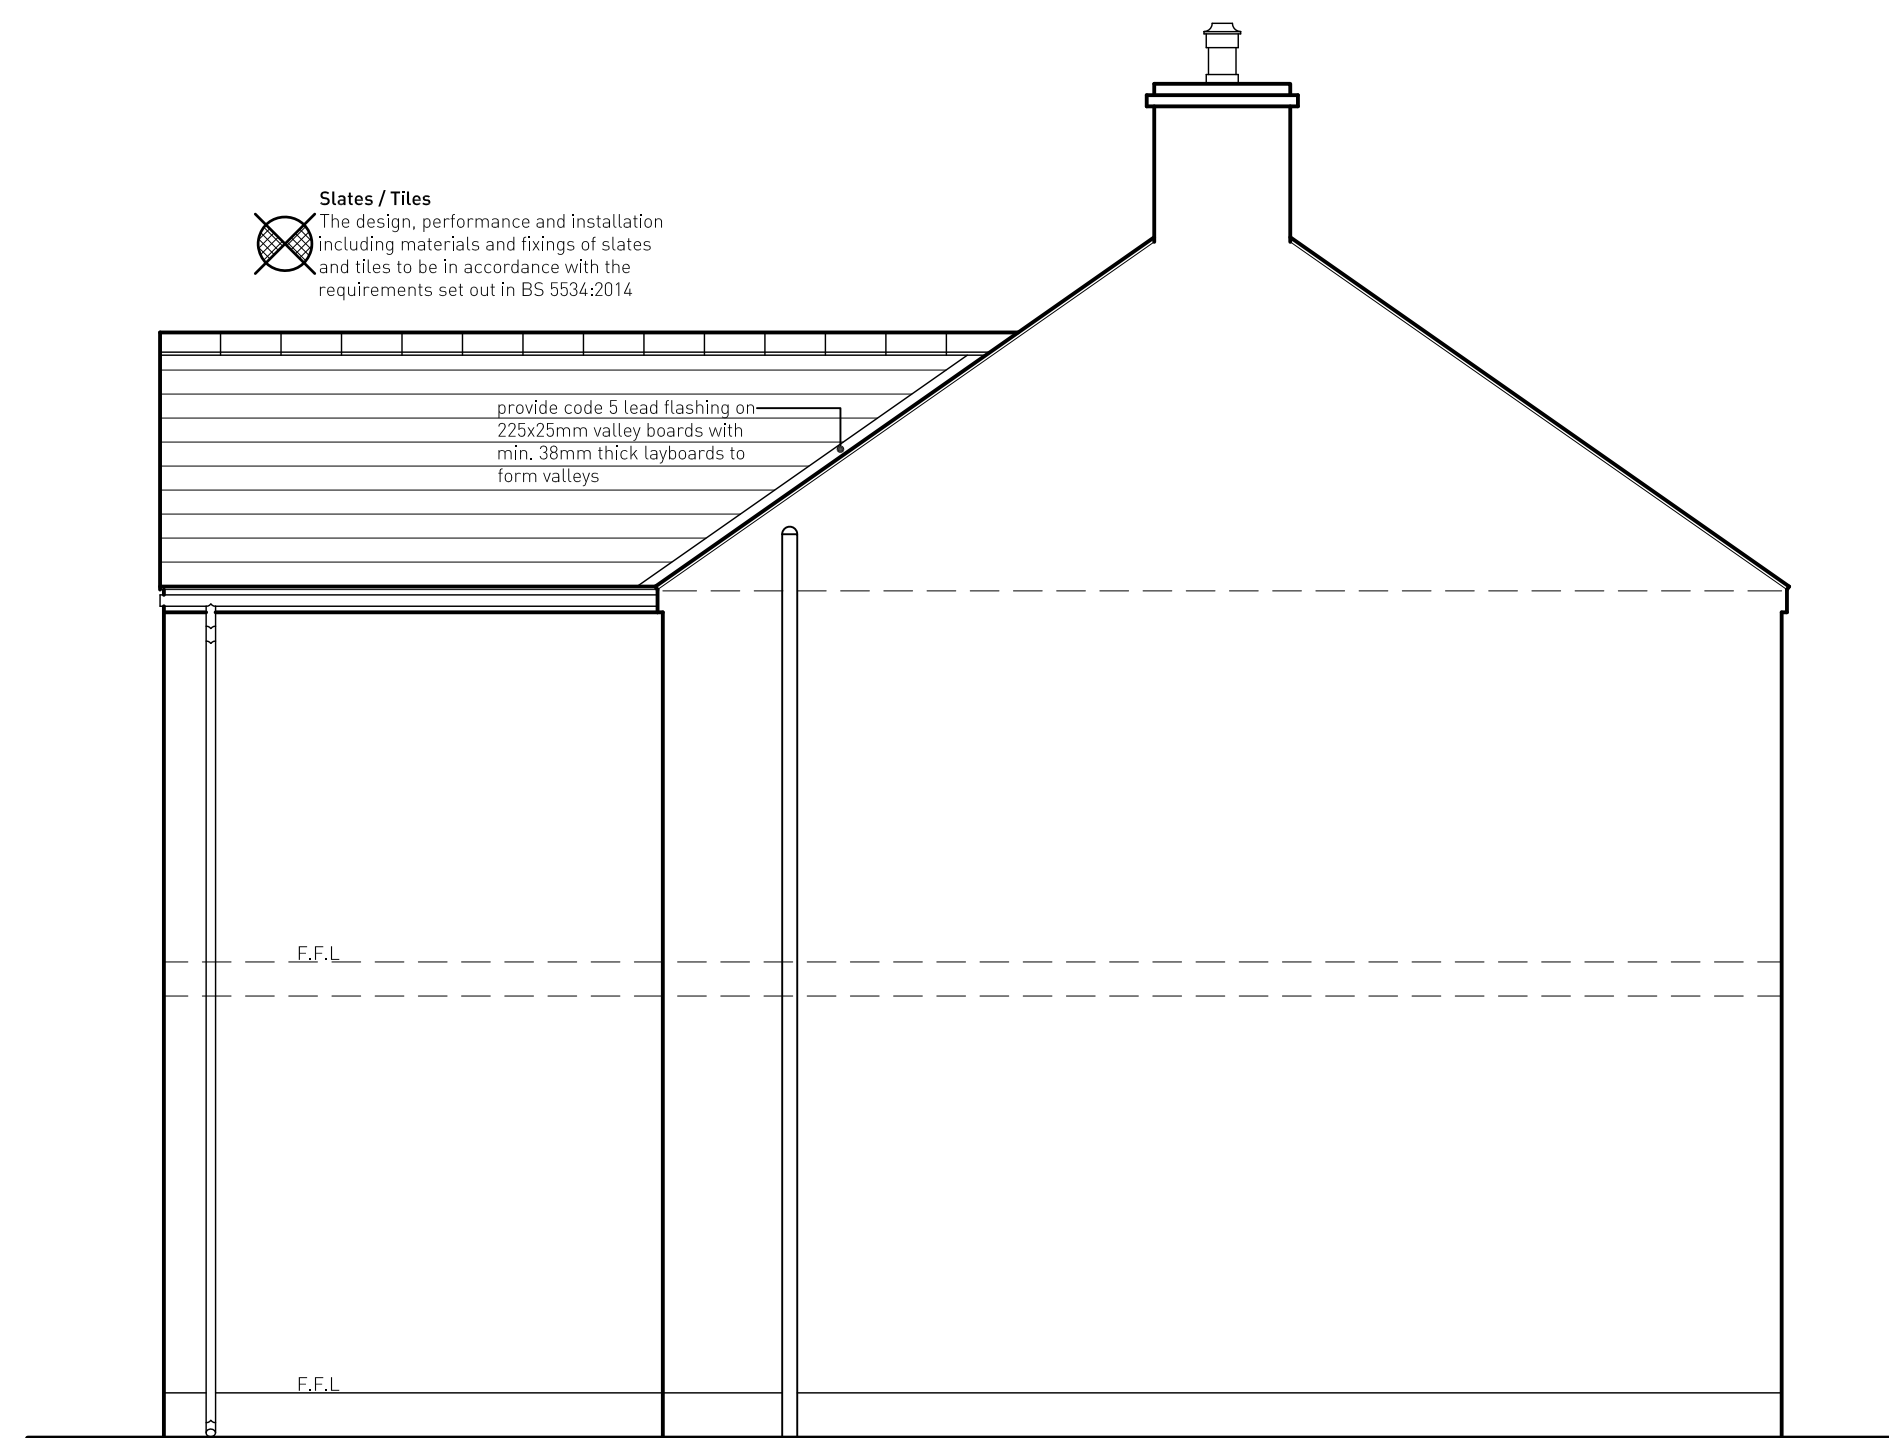 Slates / Tiles
The design, performance and installation
including materials and fixings of slates
and tiles to be in accordance with the
requirements set out in BS 5534:2014
provide code 5 lead flashing on
225x25mm valley boards with
min. 38mm thick layboards to
form valleys
F.F.L
F.F.L